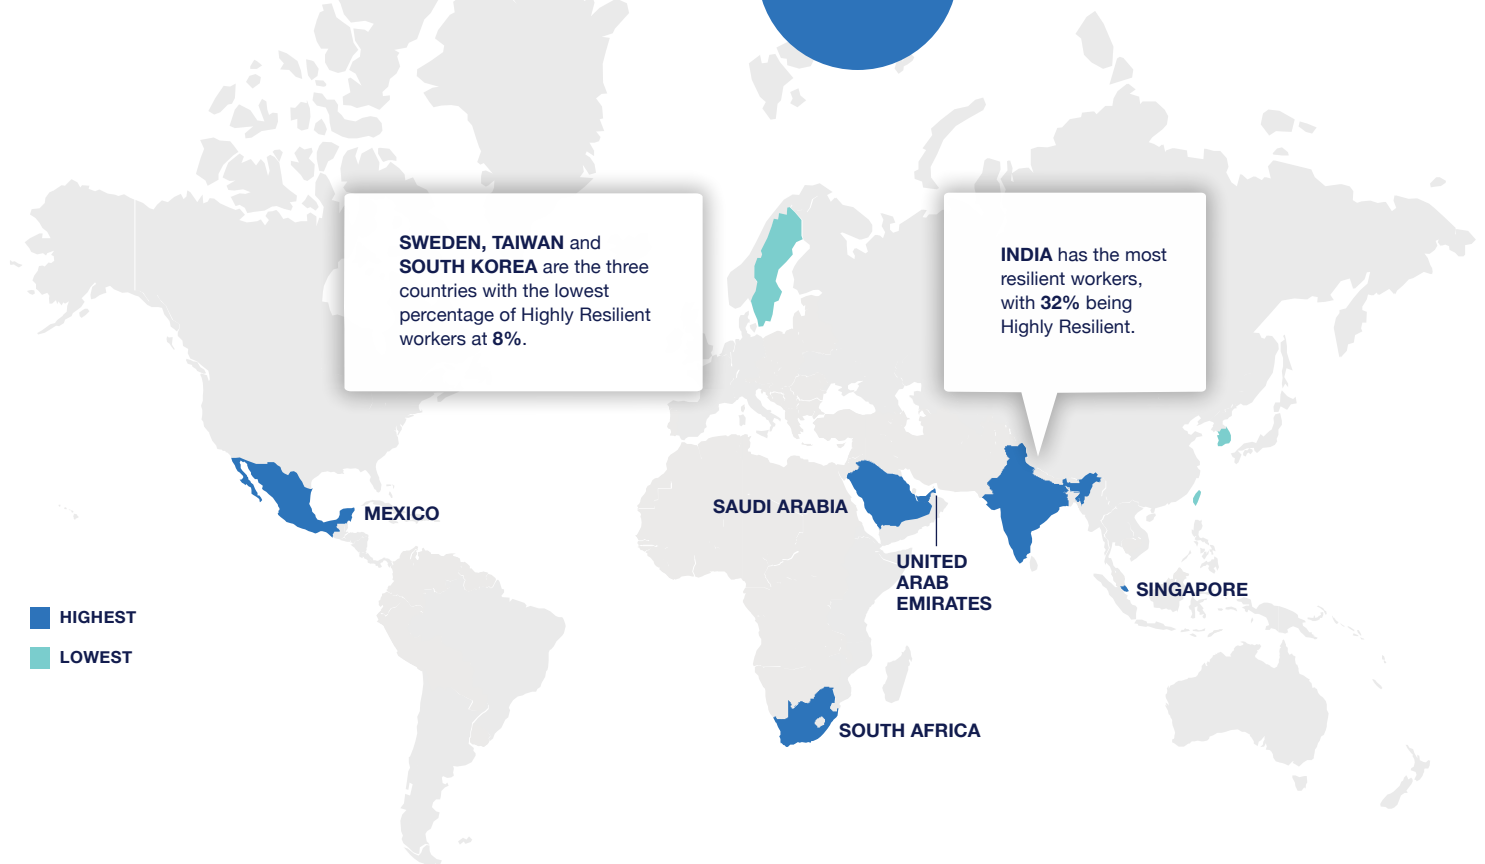 SWEDEN, TAIWAN and
SOUTH KOREA are the three
countries with the lowest
percentage of Highly Resilient
workers at 8%.
INDIA has the most
resilient workers,
with 32% being
Highly Resilient.
MEXICO
SAUDI ARABIA
UNITED
ARAB
EMIRATES
SINGAPORE
SOUTH AFRICA
HIGHEST
LOWEST